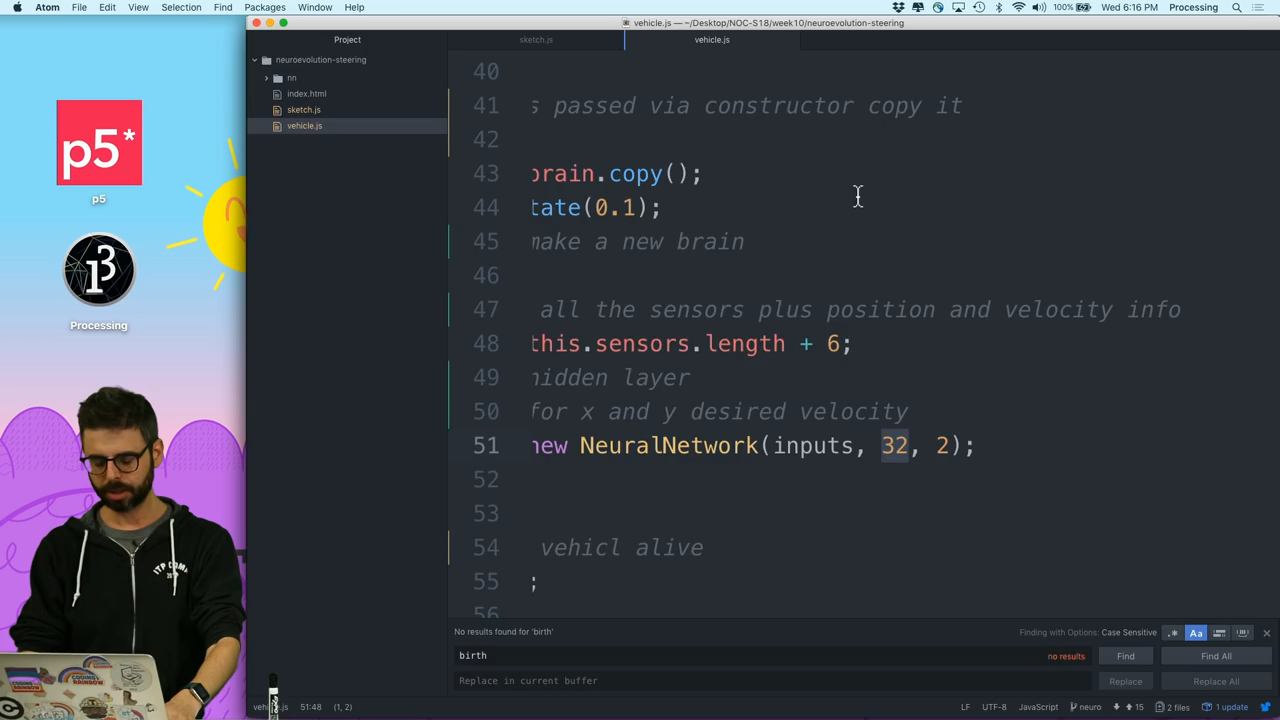 Atom File Edit View Selection Find Packages Window Help
100% Wed 6:16 PM Processing
vehicle.js — ~/Desktop/NOC-S18/week10/neuroevolution-steering
Project
sketch.js
vehicle.js
neuroevolution-steering
nn
index.html
sketch.js
vehicle.js
p5*
p5
Processing
40
41 s passed via constructor copy it
42
43 brain.copy();
44 tate(0.1);
45 make a new brain
46
47 all the sensors plus position and velocity info
48 this.sensors.length + 6;
49 hidden layer
50 for x and y desired velocity
51 new NeuralNetwork(inputs, 32, 2);
52
53
54 vehicl alive
55 ;
56
No results found for 'birth'
Finding with Options: Case Sensitive
.* Aa
birth
no results
Find
Find All
Replace in current buffer
Replace
Replace All
51:48 (1, 2)
LF UTF-8 JavaScript neuro 15 2 files 1 update
ITP CAMP
CODING RAINBOW